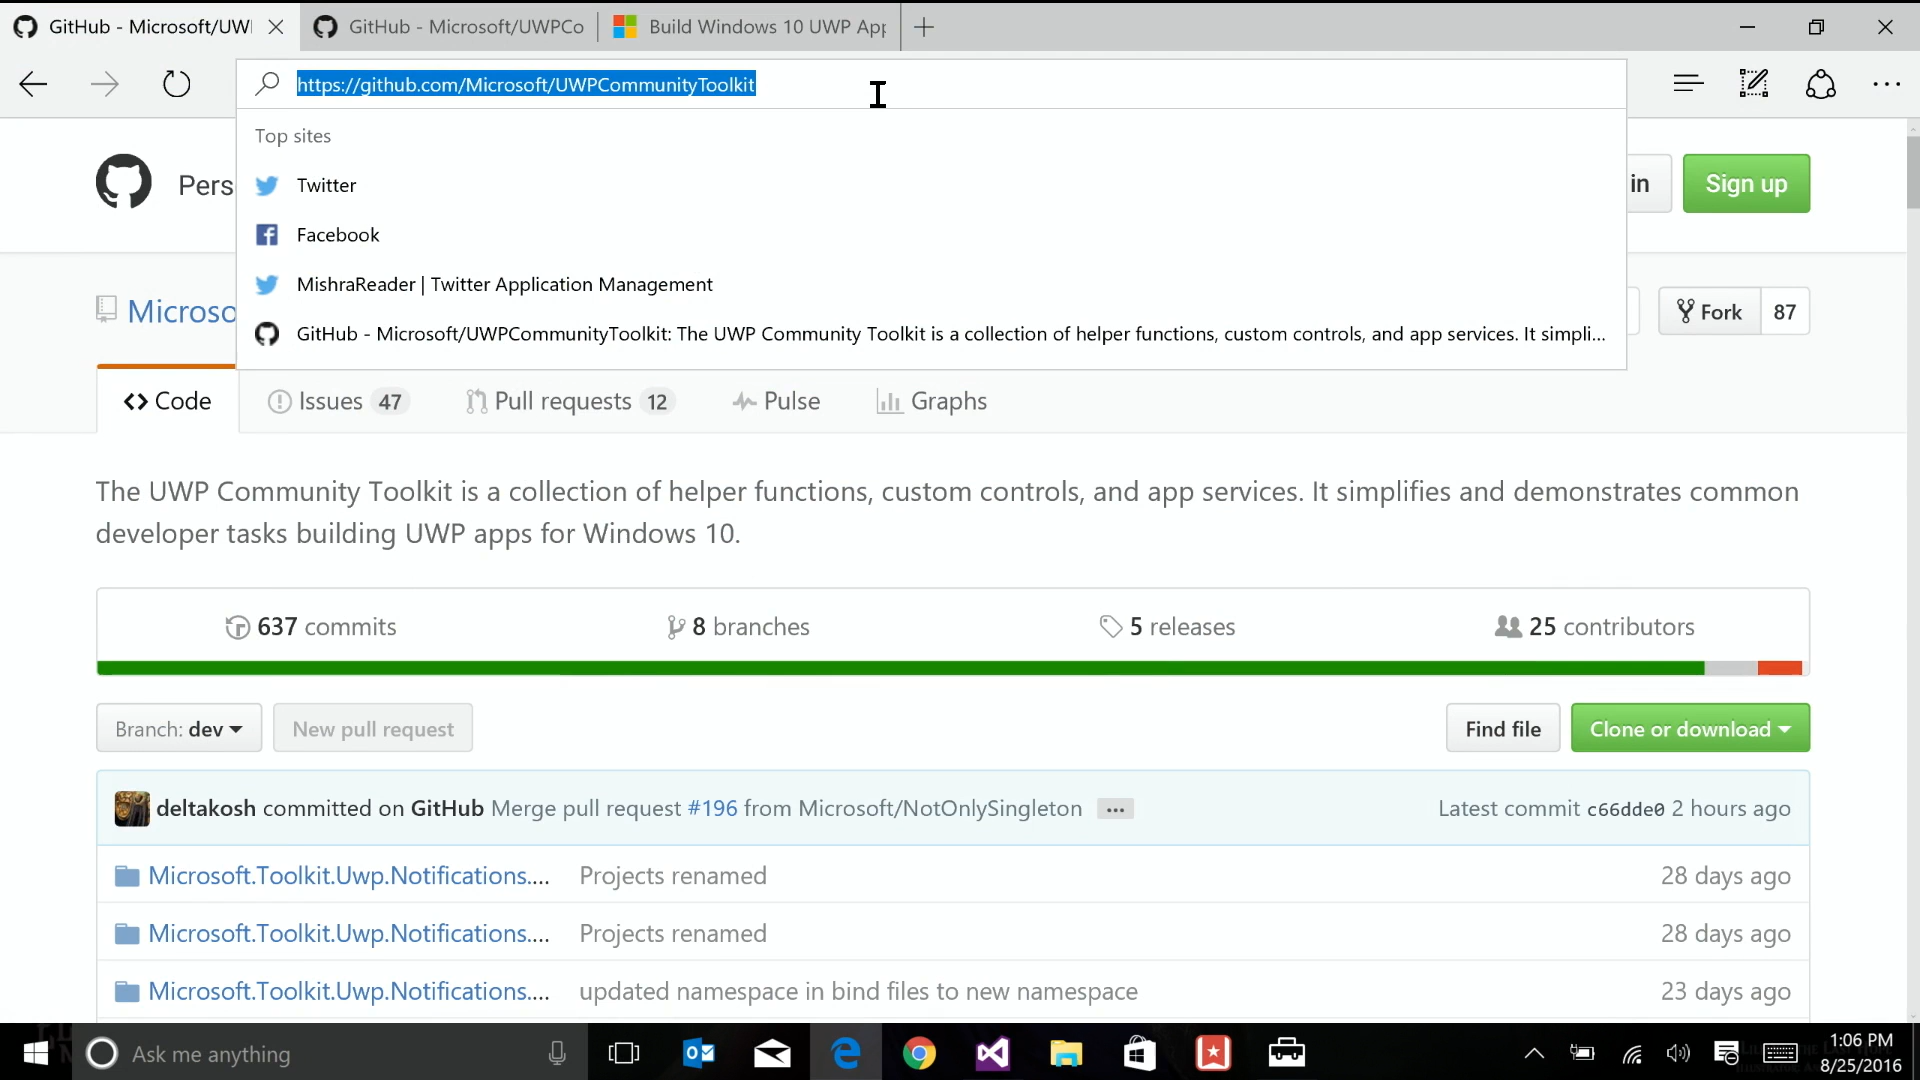 GitHub - Microsoft/UW
GitHub - Microsoft/UWPCo
Build Windows 10 UWP App
https://github.com/Microsoft/UWPCommunityToolkit
Top sites
Twitter
Facebook
MishraReader | Twitter Application Management
GitHub - Microsoft/UWPCommunityToolkit: The UWP Community Toolkit is a collection of helper functions, custom controls, and app services. It simpli...
Pers
in
Sign up
Microso
Fork 87
Code
Issues 47
Pull requests 12
Pulse
Graphs
The UWP Community Toolkit is a collection of helper functions, custom controls, and app services. It simplifies and demonstrates common
developer tasks building UWP apps for Windows 10.
637 commits
8 branches
5 releases
25 contributors
Branch: dev
New pull request
Find file
Clone or download
deltakosh committed on GitHub Merge pull request #196 from Microsoft/NotOnlySingleton ...
Latest commit c66dde0 2 hours ago
Microsoft.Toolkit.Uwp.Notifications.... Projects renamed 28 days ago
Microsoft.Toolkit.Uwp.Notifications.... Projects renamed 28 days ago
Microsoft.Toolkit.Uwp.Notifications.... updated namespace in bind files to new namespace 23 days ago
Ask me anything
1:06 PM
8/25/2016